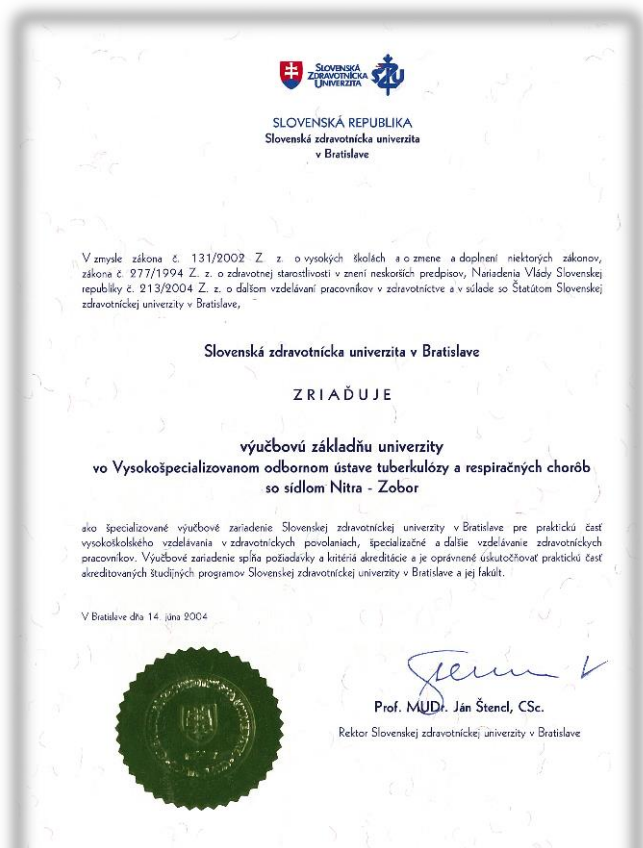 SLOVENSKÁ
ZDRAVOTNÍCKA
UNIVERZITA
SZU
SLOVENSKÁ REPUBLIKA
Slovenská zdravotnícka univerzita
v Bratislave
V zmysle zákona č. 131/2002 Z. z. o vysokých školách a o zmene a doplnení niektorých zákonov,
zákona č. 277/1994 Z. z. o zdravotnej starostlivosti v znení neskorších predpisov, Nariadenia Vlády Slovenskej
republiky č. 213/2004 Z. z. o ďalšom vzdelávaní pracovníkov v zdravotníctve a v súlade so Štatútom Slovenskej
zdravotníckej univerzity v Bratislave,
Slovenská zdravotnícka univerzita v Bratislave
ZRIAĎUJE
výučbovú základňu univerzity
vo Vysokošpecializovanom odbornom ústave tuberkulózy a respiračných chorôb
so sídlom Nitra - Zobor
ako špecializované výučbové zariadenie Slovenskej zdravotníckej univerzity v Bratislave pre praktickú časť
vysokoškolského vzdelávania v zdravotníckych povolaniach, špecializačné a ďalšie vzdelávanie zdravotníckych
pracovníkov. Výučbové zariadenie spĺňa požiadavky a kritériá akreditácie a je oprávnené uskutočňovať praktickú časť
akreditovaných študijných programov Slovenskej zdravotníckej univerzity v Bratislave a jej fakúlt.
V Bratislave dňa 14. júna 2004
Prof. MUDr. Ján Štencl, CSc.
Rektor Slovenskej zdravotníckej univerzity v Bratislave